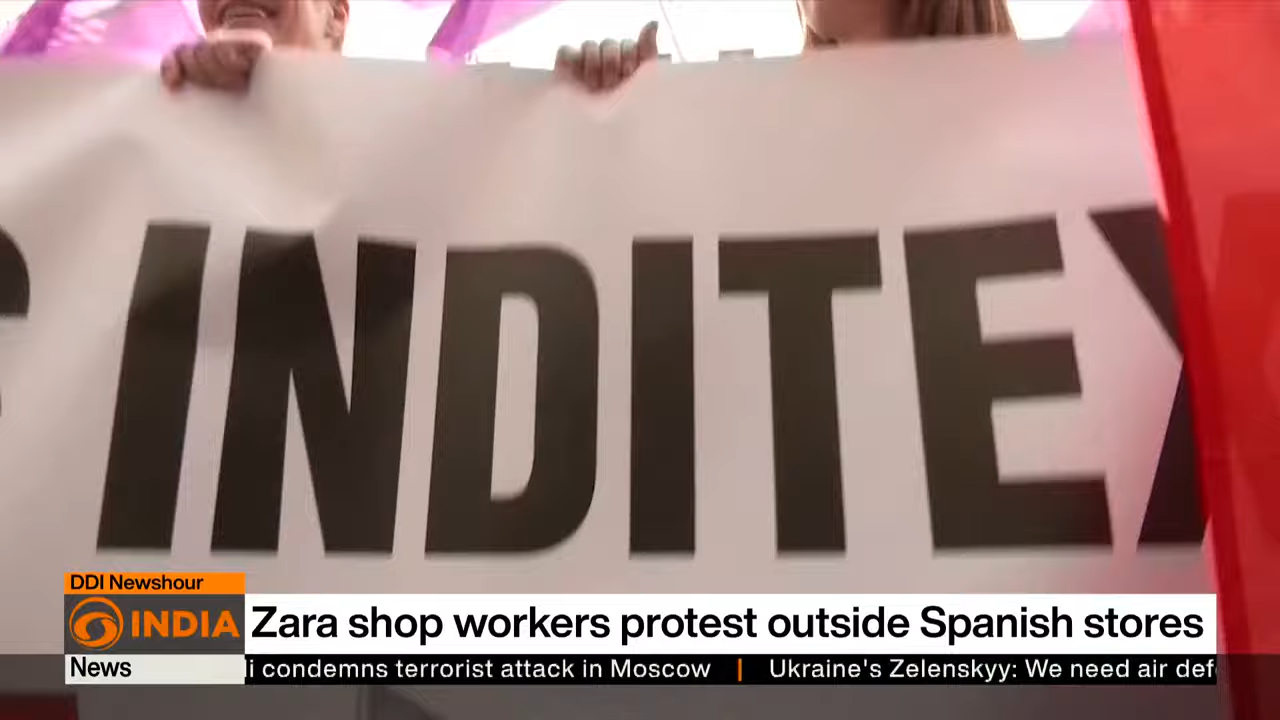 INDITEX
DDI Newshour
INDIA
Zara shop workers protest outside Spanish stores
News
condemns terrorist attack in Moscow | Ukraine's Zelenskyy: We need air